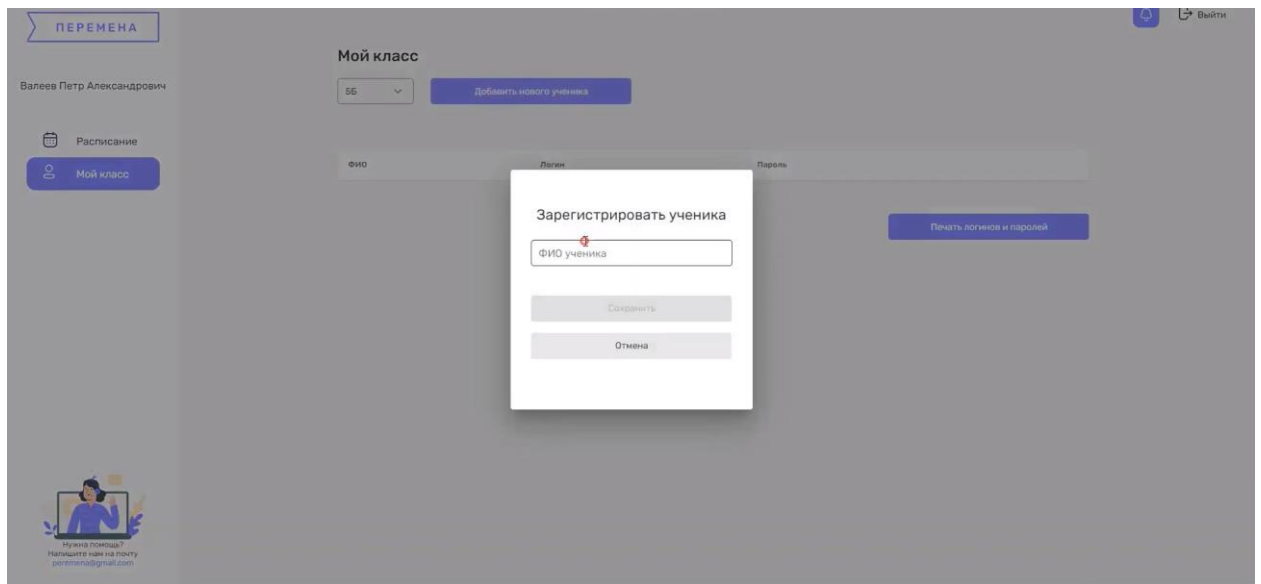 ПЕРЕМЕНА
Выйти
Мой класс
Валеев Петр Александрович
5Б
Добавить нового ученика
Расписание
Мой класс
ФИО
Логин
Пароль
Зарегистрировать ученика
ФИО ученика
Печать логинов и паролей
Сохранить
Отмена
Нужна помощь?
Напишите нам на почту
peremena@gmail.com